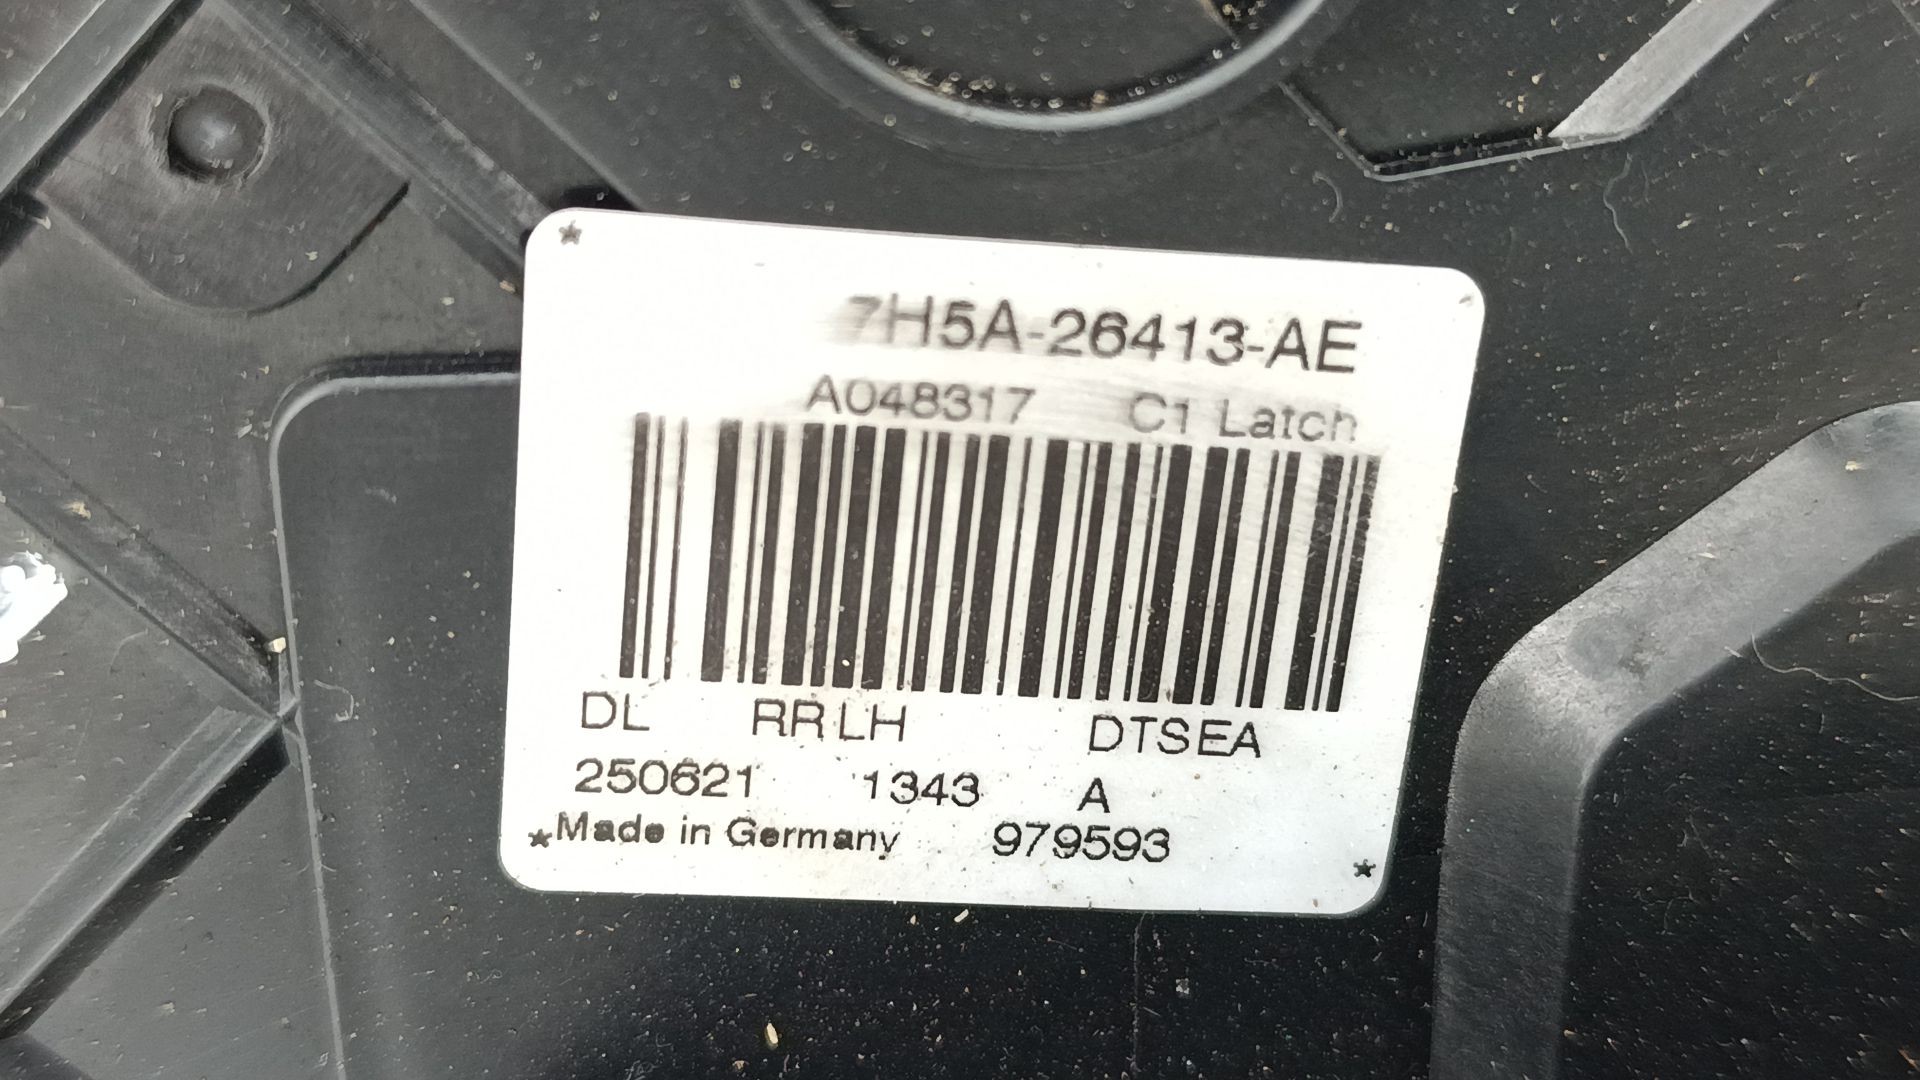 7H5A-26413-AE
A048317 C1 Latch
DL RR LH DTSEA
250621 1343 A
*Made in Germany 979593